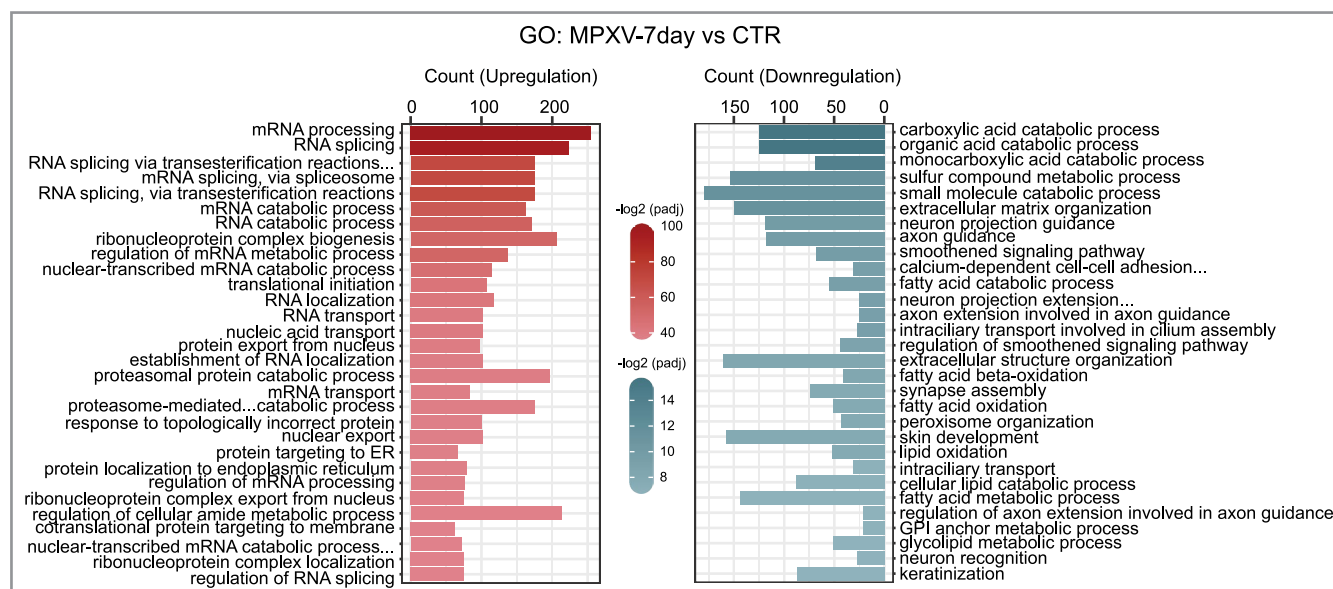 GO: MPXV-7day vs CTR
Count (Upregulation)
0 100 200
mRNA processing
RNA splicing
RNA splicing via transesterification reactions...
mRNA splicing, via spliceosome
RNA splicing, via transesterification reactions
mRNA catabolic process
RNA catabolic process
ribonucleoprotein complex biogenesis
regulation of mRNA metabolic process
nuclear-transcribed mRNA catabolic process
translational initiation
RNA localization
RNA transport
nucleic acid transport
protein export from nucleus
establishment of RNA localization
proteasomal protein catabolic process
mRNA transport
proteasome-mediated...catabolic process
response to topologically incorrect protein
nuclear export
protein targeting to ER
protein localization to endoplasmic reticulum
regulation of mRNA processing
ribonucleoprotein complex export from nucleus
regulation of cellular amide metabolic process
cotranslational protein targeting to membrane
nuclear-transcribed mRNA catabolic process...
ribonucleoprotein complex localization
regulation of RNA splicing
-log2 (padj)
100
80
60
40
-log2 (padj)
14
12
10
8
Count (Downregulation)
150 100 50 0
carboxylic acid catabolic process
organic acid catabolic process
monocarboxylic acid catabolic process
sulfur compound metabolic process
small molecule catabolic process
extracellular matrix organization
neuron projection guidance
axon guidance
smoothened signaling pathway
calcium-dependent cell-cell adhesion...
fatty acid catabolic process
neuron projection extension...
axon extension involved in axon guidance
intraciliary transport involved in cilium assembly
regulation of smoothened signaling pathway
extracellular structure organization
fatty acid beta-oxidation
synapse assembly
fatty acid oxidation
peroxisome organization
skin development
lipid oxidation
intraciliary transport
cellular lipid catabolic process
fatty acid metabolic process
regulation of axon extension involved in axon guidance
GPI anchor metabolic process
glycolipid metabolic process
neuron recognition
keratinization